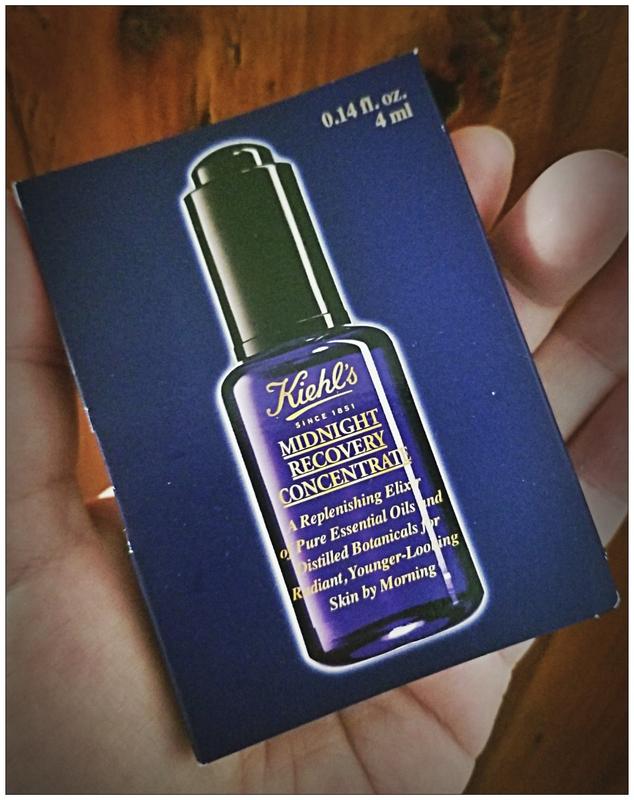 0.14 fl. oz.
4 ml
Kiehl's
SINCE 1851
MIDNIGHT
RECOVERY
CONCENTRATE
A Replenishing Elixir
of Pure Essential Oils and
Distilled Botanicals for
Radiant, Younger-Looking
Skin by Morning